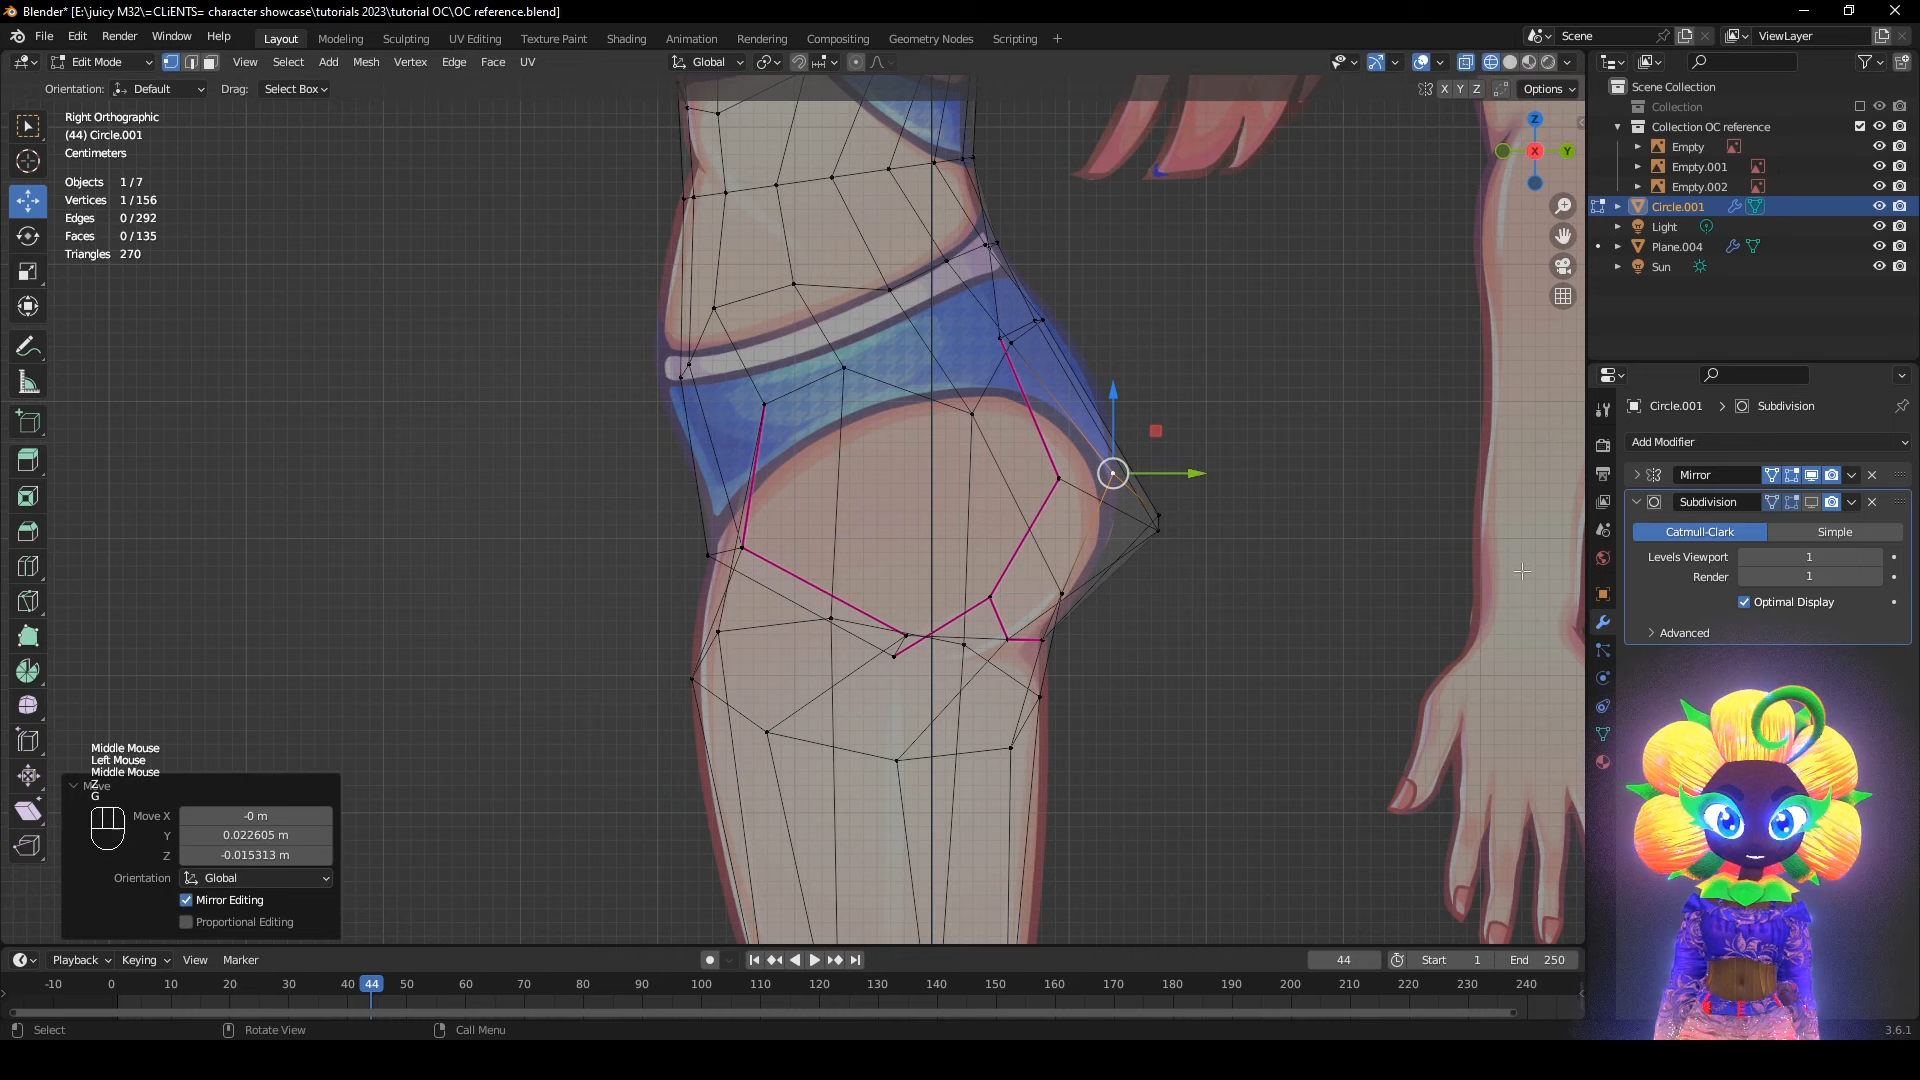 Blender* [E:\juicy M32\=CLiENTS= character showcase\tutorials 2023\tutorial OC\OC reference.blend]
File Edit Render Window Help Layout Modeling Sculpting UV Editing Texture Paint Shading Animation Rendering Compositing Geometry Nodes Scripting + Scene ViewLayer
Edit Mode View Select Add Mesh Vertex Edge Face UV Global
Orientation: Default Drag: Select Box X Y Z Options
Right Orthographic
(44) Circle.001
Centimeters
Objects 1/7
Vertices 1/156
Edges 0/292
Faces 0/135
Triangles 270
Z
X
Y
Scene Collection
Collection
Collection OC reference
Empty
Empty.001
Empty.002
Circle.001
Light
Plane.004
Sun
Circle.001 Subdivision
Add Modifier
Mirror
Subdivision
Catmull-Clark Simple
Levels Viewport 1
Render 1
Optimal Display
Advanced
Middle Mouse
Left Mouse
Middle Mouse
Z
G
Move
Move X -0 m
Y 0.022605 m
Z -0.015313 m
Orientation Global
Mirror Editing
Proportional Editing
Playback Keying View Marker 44 Start 1 End 250
-10 0 10 20 30 40 44 50 60 70 80 90 100 110 120 130 140 150 160 170 180 190 200 210 220 230 240
Select Rotate View Call Menu 3.6.1